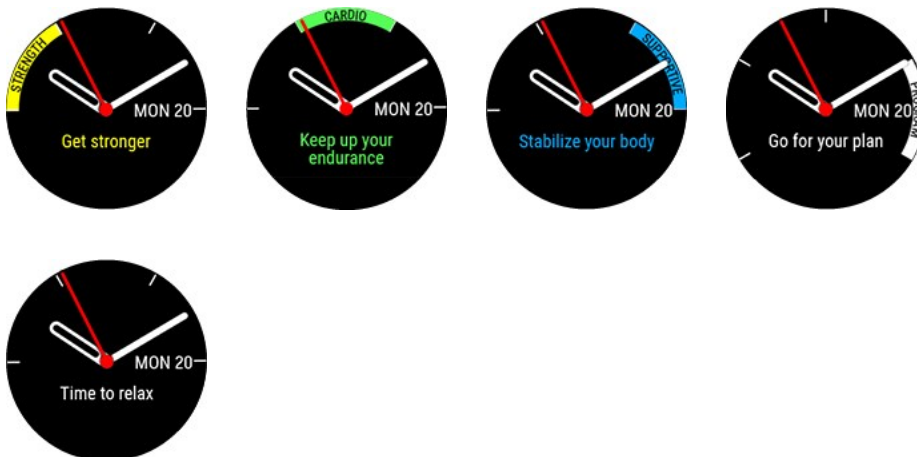 STRENGTH
MON 20
Get stronger
CARDIO
MON 20
Keep up your
endurance
SUPPORTIVE
MON 20
Stabilize your body
PROGRAM
MON 20
Go for your plan
MON 20
Time to relax